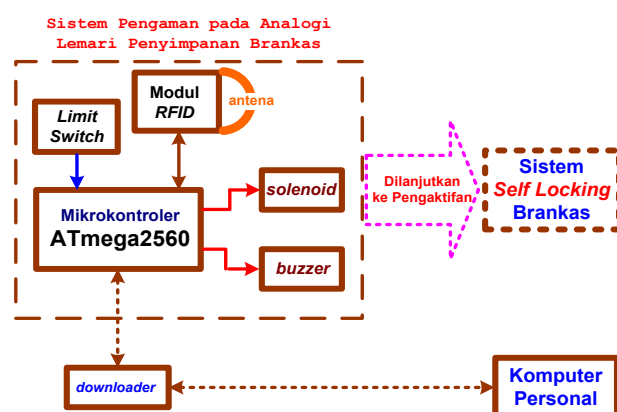 Sistem Pengaman pada Analogi
Lemari Penyimpanan Brankas
Limit
Switch
Modul
RFID
antena
Mikrokontroler
ATmega2560
solenoid
buzzer
Dilanjutkan
ke Pengaktifan
Sistem
Self Locking
Brankas
downloader
Komputer
Personal